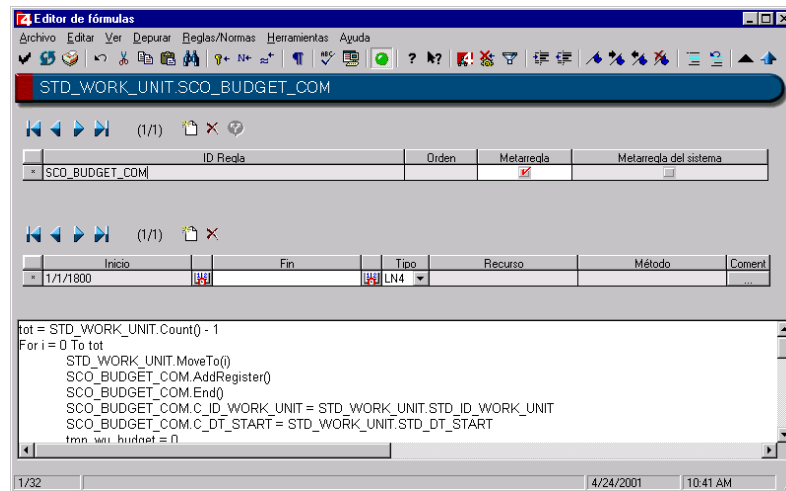 Editor de fórmulas
Archivo Editar Ver Depurar Reglas/Normas Herramientas Ayuda
STD_WORK_UNIT.SCO_BUDGET_COM
(1/1)
ID Regla Orden Metarregla Metarregla del sistema
* SCO_BUDGET_COM
(1/1)
Inicio Fin Tipo Recurso Método Coment
* 1/1/1800 LN4 ...
tot = STD_WORK_UNIT.Count() - 1
For i = 0 To tot
STD_WORK_UNIT.MoveTo(i)
SCO_BUDGET_COM.AddRegister()
SCO_BUDGET_COM.End()
SCO_BUDGET_COM.C_ID_WORK_UNIT = STD_WORK_UNIT.STD_ID_WORK_UNIT
SCO_BUDGET_COM.C_DT_START = STD_WORK_UNIT.STD_DT_START
tmp_wu_budget = 0
1/32 4/24/2001 10:41 AM